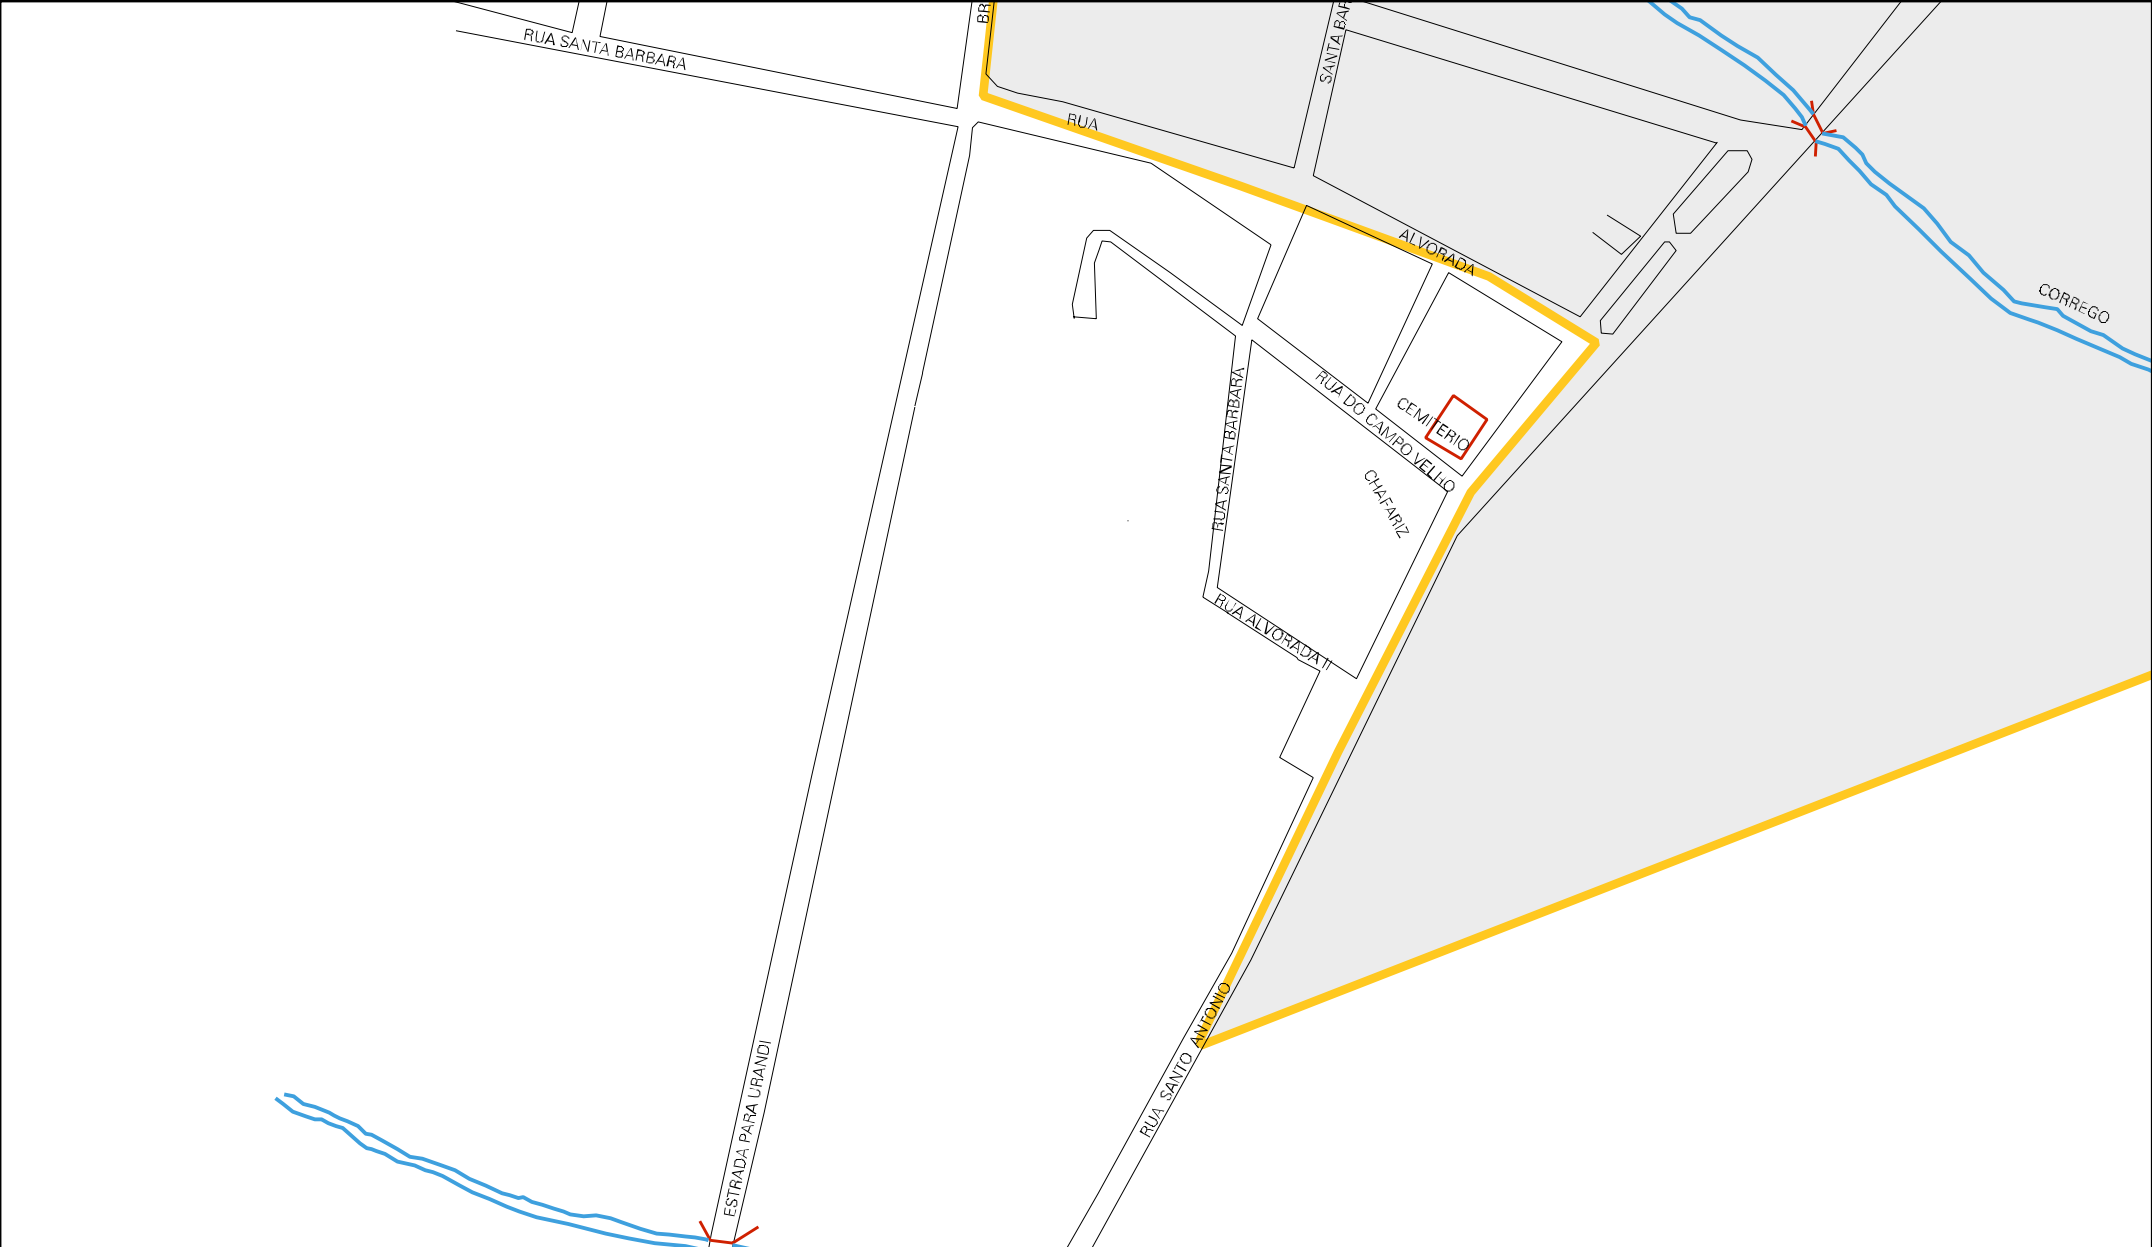 BR
SANTA BAR
RUA SANTA BARBARA
RUA
ALVORADA
CORREGO
RUA SANTA BARBARA
RUA DO CAMPO VELHO
CEMITERIO
CHAFARIZ
RUA ALVORADA II
RUA SANTO ANTONIO
ESTRADA PARA URANDI